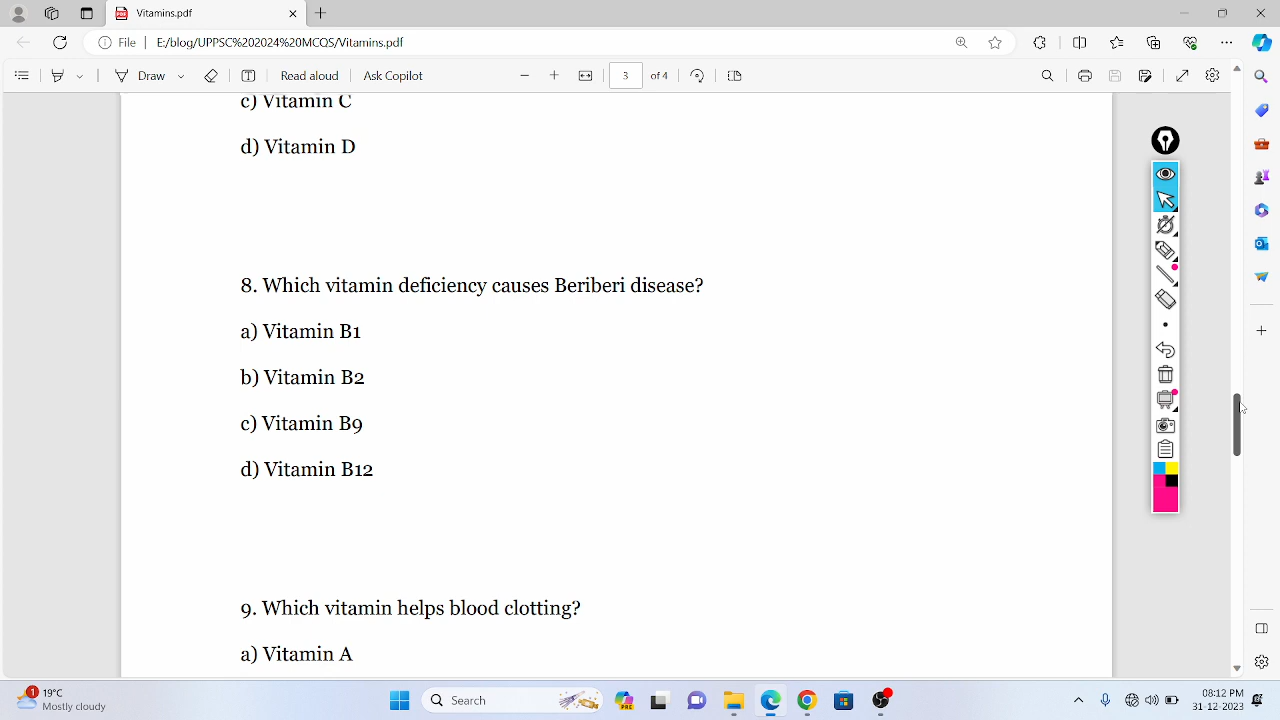 Vitamins.pdf
File
E:/blog/UPPSC%202024%20MCQS/Vitamins.pdf
Draw
Read aloud
Ask Copilot
3
of 4
c) Vitamin C
d) Vitamin D
8. Which vitamin deficiency causes Beriberi disease?
a) Vitamin B1
b) Vitamin B2
c) Vitamin B9
d) Vitamin B12
9. Which vitamin helps blood clotting?
a) Vitamin A
1
19°C
Mostly cloudy
Search
PRE
08:12 PM
31-12-2023